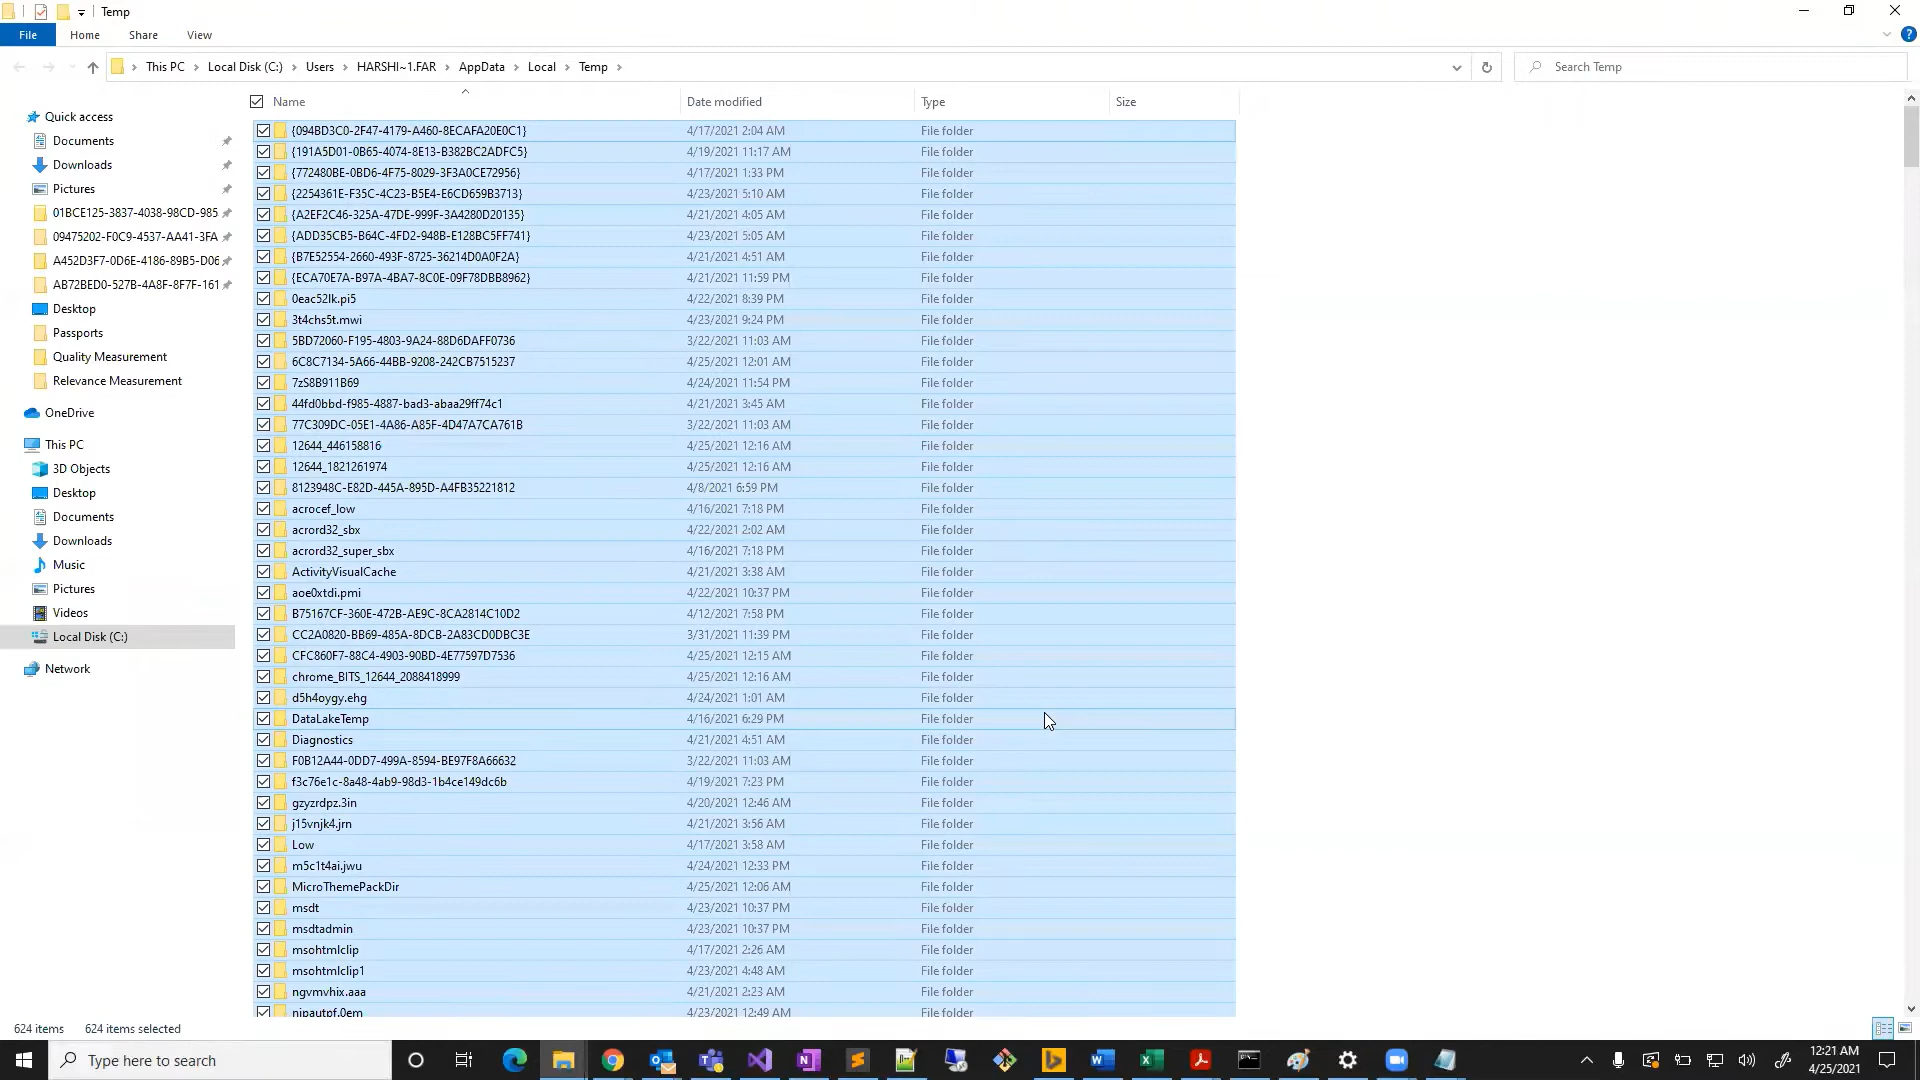 Temp
File Home Share View
This PC Local Disk (C:) Users HARSHI~1.FAR AppData Local Temp
Search Temp
Name Date modified Type Size
Quick access
Documents
Downloads
Pictures
01BCE125-3837-4038-98CD-985
09475202-F0C9-4537-AA41-3FA
A452D3F7-0D6E-4186-89B5-D06
AB72BED0-527B-4A8F-8F7F-161
Desktop
Passports
Quality Measurement
Relevance Measurement
OneDrive
This PC
3D Objects
Desktop
Documents
Downloads
Music
Pictures
Videos
Local Disk (C:)
Network
{094BD3C0-2F47-4179-A460-8ECAFA20E0C1} 4/17/2021 2:04 AM File folder
{191A5D01-0B65-4074-8E13-B382BC2ADFC5} 4/19/2021 11:17 AM File folder
{772480BE-0BD6-4F75-8029-3F3A0CE72956} 4/17/2021 1:33 PM File folder
{2254361E-F35C-4C23-B5E4-E6CD659B3713} 4/23/2021 5:10 AM File folder
{A2EF2C46-325A-47DE-999F-3A4280D20135} 4/21/2021 4:05 AM File folder
{ADD35CB5-B64C-4FD2-948B-E128BC5FF741} 4/23/2021 5:05 AM File folder
{B7E52554-2660-493F-8725-36214D0A0F2A} 4/21/2021 4:51 AM File folder
{ECA70E7A-B97A-4BA7-8C0E-09F78DBB8962} 4/21/2021 11:59 PM File folder
0eac52lk.pi5 4/22/2021 8:39 PM File folder
3t4chs5t.mwi 4/23/2021 9:24 PM File folder
5BD72060-F195-4803-9A24-88D6DAFF0736 3/22/2021 11:03 AM File folder
6C8C7134-5A66-44BB-9208-242CB7515237 4/25/2021 12:01 AM File folder
7zS8B911B69 4/24/2021 11:54 PM File folder
44fd0bbd-f985-4887-bad3-abaa29ff74c1 4/21/2021 3:45 AM File folder
77C309DC-05E1-4A86-A85F-4D47A7CA761B 3/22/2021 11:03 AM File folder
12644_446158816 4/25/2021 12:16 AM File folder
12644_1821261974 4/25/2021 12:16 AM File folder
8123948C-E82D-445A-895D-A4FB35221812 4/8/2021 6:59 PM File folder
acrocef_low 4/16/2021 7:18 PM File folder
acrord32_sbx 4/22/2021 2:02 AM File folder
acrord32_super_sbx 4/16/2021 7:18 PM File folder
ActivityVisualCache 4/21/2021 3:38 AM File folder
aoe0xtdi.pmi 4/22/2021 10:37 PM File folder
B75167CF-360E-472B-AE9C-8CA2814C10D2 4/12/2021 7:58 PM File folder
CC2A0820-BB69-485A-8DCB-2A83CD0DBC3E 3/31/2021 11:39 PM File folder
CFC860F7-88C4-4903-90BD-4E77597D7536 4/25/2021 12:15 AM File folder
chrome_BITS_12644_2088418999 4/25/2021 12:16 AM File folder
d5h4oygy.ehg 4/24/2021 1:01 AM File folder
DataLakeTemp 4/16/2021 6:29 PM File folder
Diagnostics 4/21/2021 4:51 AM File folder
F0B12A44-0DD7-499A-8594-BE97F8A66632 3/22/2021 11:03 AM File folder
f3c76e1c-8a48-4ab9-98d3-1b4ce149dc6b 4/19/2021 7:23 PM File folder
gzyzrdpz.3in 4/20/2021 12:46 AM File folder
j15vnjk4.jrn 4/21/2021 3:56 AM File folder
Low 4/17/2021 3:58 AM File folder
m5c1t4ai.jwu 4/24/2021 12:33 PM File folder
MicroThemePackDir 4/25/2021 12:06 AM File folder
msdt 4/23/2021 10:37 PM File folder
msdtadmin 4/23/2021 10:37 PM File folder
msohtmlclip 4/17/2021 2:26 AM File folder
msohtmlclip1 4/23/2021 4:48 AM File folder
ngvmvhix.aaa 4/21/2021 2:23 AM File folder
nipautpf.0em 4/23/2021 12:49 AM File folder
624 items 624 items selected
Type here to search
12:21 AM
4/25/2021